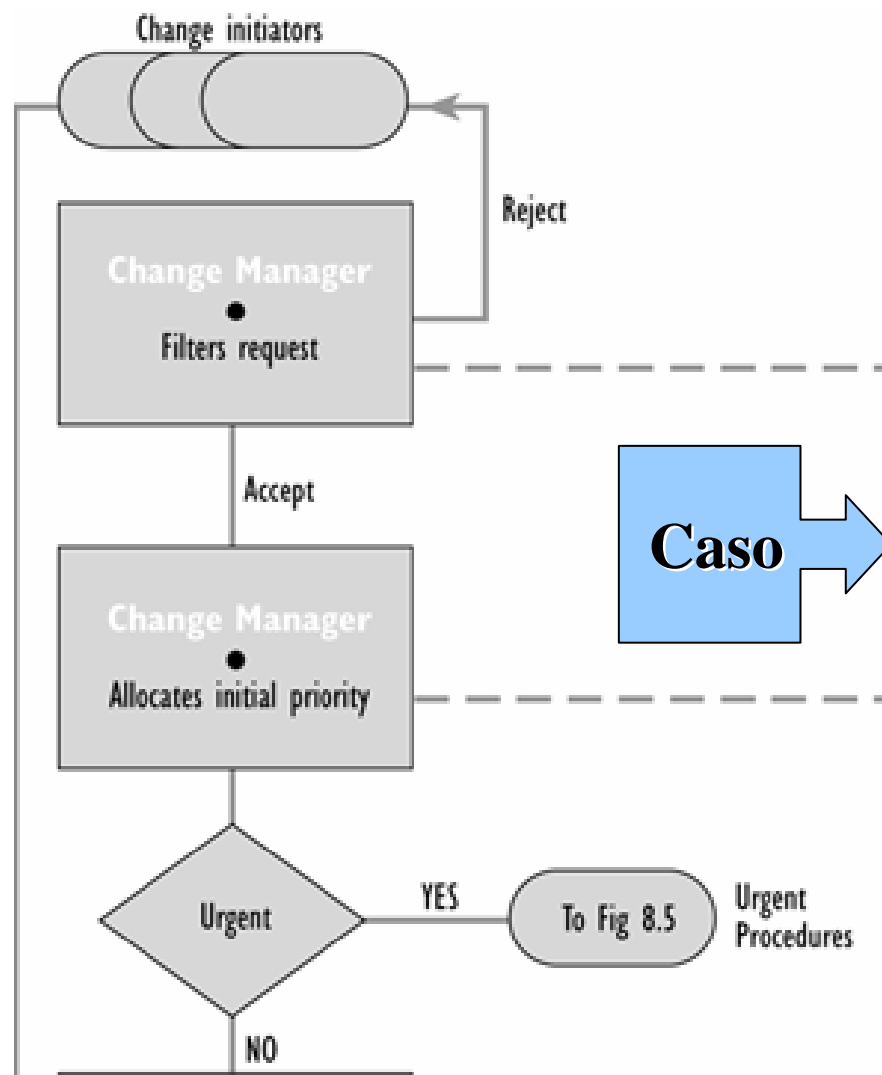 Change initiators
Reject
Change Manager
Filters request
Accept
Caso
Change Manager
Allocates initial priority
Urgent
YES
To Fig 8.5
Urgent
Procedures
NO